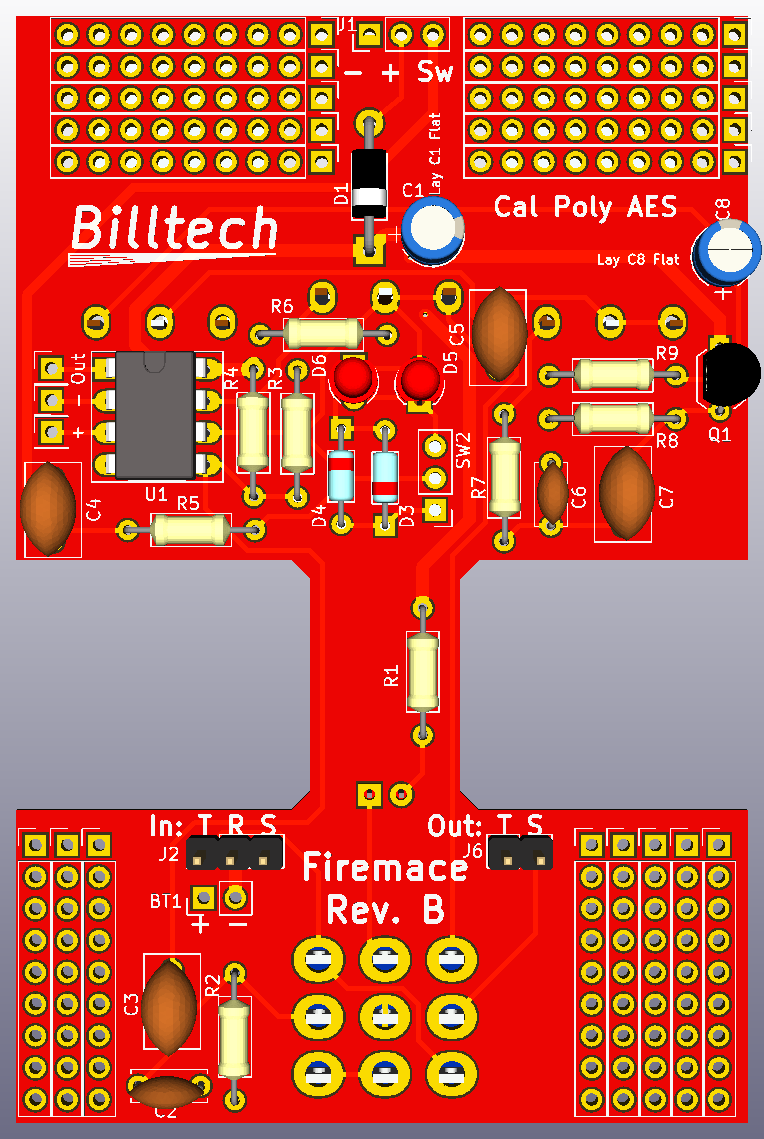 J1
- + Sw
Lay C1 Flat
D1
C1
+
Cal Poly AES
C8
Billtech
Lay C8 Flat
+
R6
C5
Out
-
+
U1
R4
R3
D6
D5
R9
R8
Q1
SW2
R7
C6
C7
C4
R5
D4
D3
R1
In: T R S
Out: T S
J2
J6
Firemace
Rev. B
BT1
+ -
C3
R2
C2